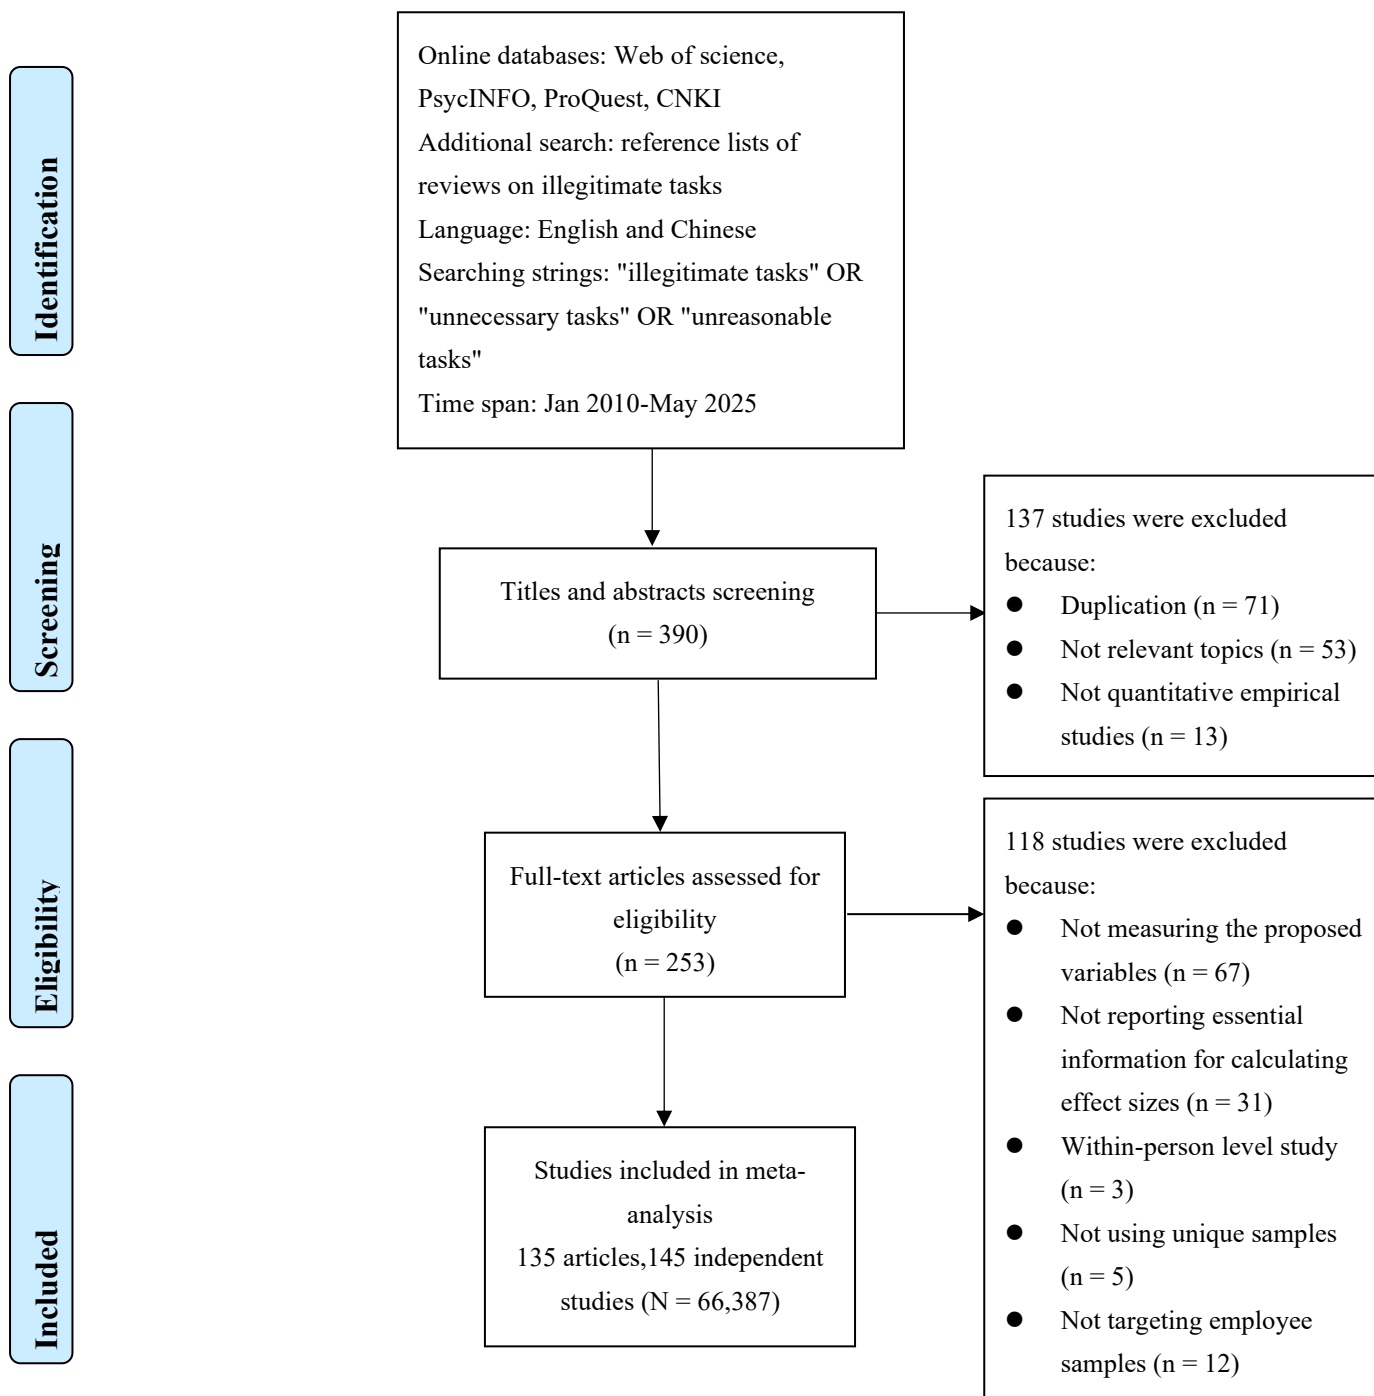 Identification
Online databases: Web of science,
PsycINFO, ProQuest, CNKI
Additional search: reference lists of
reviews on illegitimate tasks
Language: English and Chinese
Searching strings: "illegitimate tasks" OR
"unnecessary tasks" OR "unreasonable
tasks"
Time span: Jan 2010-May 2025
Screening
Titles and abstracts screening
(n = 390)
137 studies were excluded
because:
● Duplication (n = 71)
● Not relevant topics (n = 53)
● Not quantitative empirical
studies (n = 13)
Eligibility
Full-text articles assessed for
eligibility
(n = 253)
118 studies were excluded
because:
● Not measuring the proposed
variables (n = 67)
● Not reporting essential
information for calculating
effect sizes (n = 31)
● Within-person level study
(n = 3)
● Not using unique samples
(n = 5)
● Not targeting employee
samples (n = 12)
Included
Studies included in meta-
analysis
135 articles,145 independent
studies (N = 66,387)